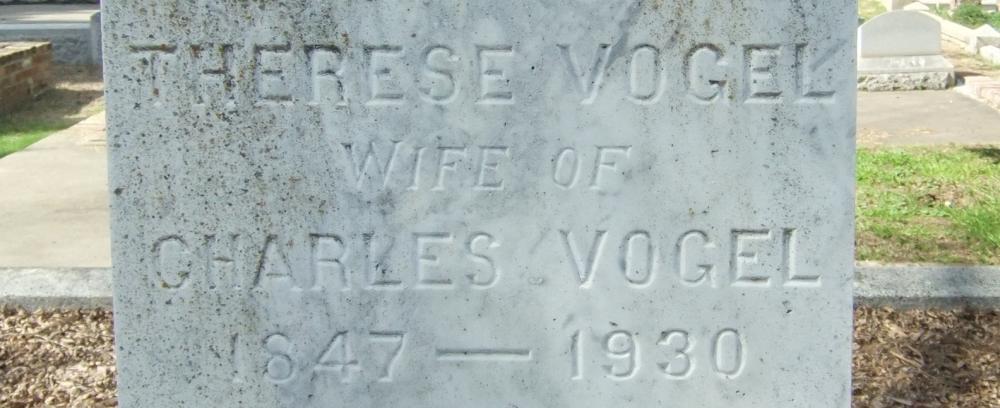 THERESE VOGEL
WIFE OF
CHARLES VOGEL
1847 — 1930